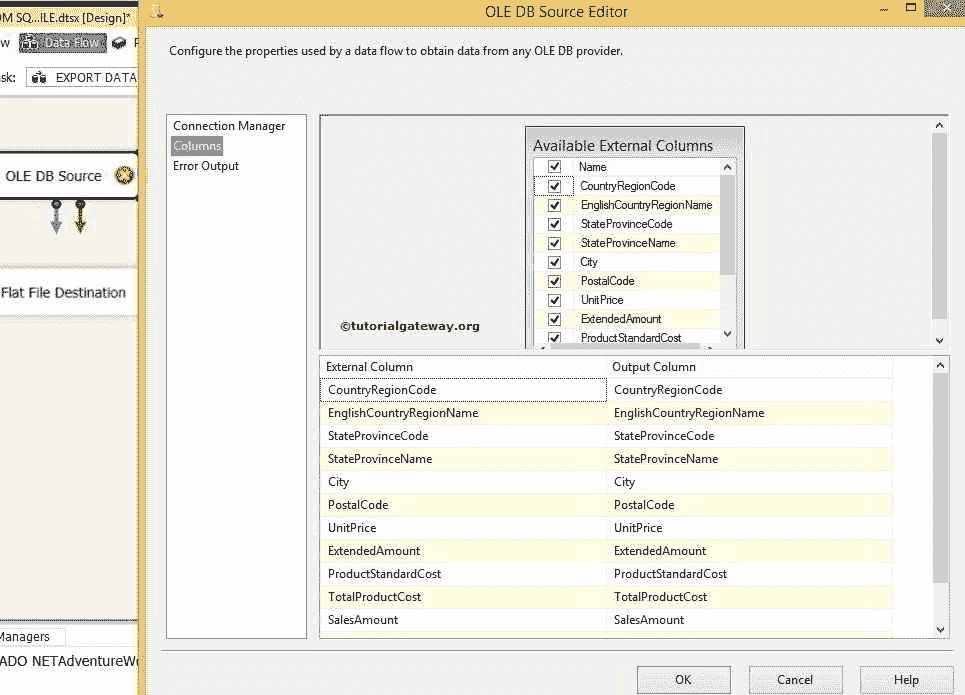 OM SQ...ILE.dtsx [Design]*
OLE DB Source Editor
Data Flow
Configure the properties used by a data flow to obtain data from any OLE DB provider.
sk:
EXPORT DATA
Connection Manager
Columns
Error Output
Available External Columns
Name
CountryRegionCode
EnglishCountryRegionName
StateProvinceCode
StateProvinceName
City
PostalCode
UnitPrice
ExtendedAmount
ProductStandardCost
OLE DB Source
Flat File Destination
©tutorialgateway.org
External Column Output Column
CountryRegionCode CountryRegionCode
EnglishCountryRegionName EnglishCountryRegionName
StateProvinceCode StateProvinceCode
StateProvinceName StateProvinceName
City City
PostalCode PostalCode
UnitPrice UnitPrice
ExtendedAmount ExtendedAmount
ProductStandardCost ProductStandardCost
TotalProductCost TotalProductCost
SalesAmount SalesAmount
Managers
ADO NETAdventureWo
OK Cancel Help